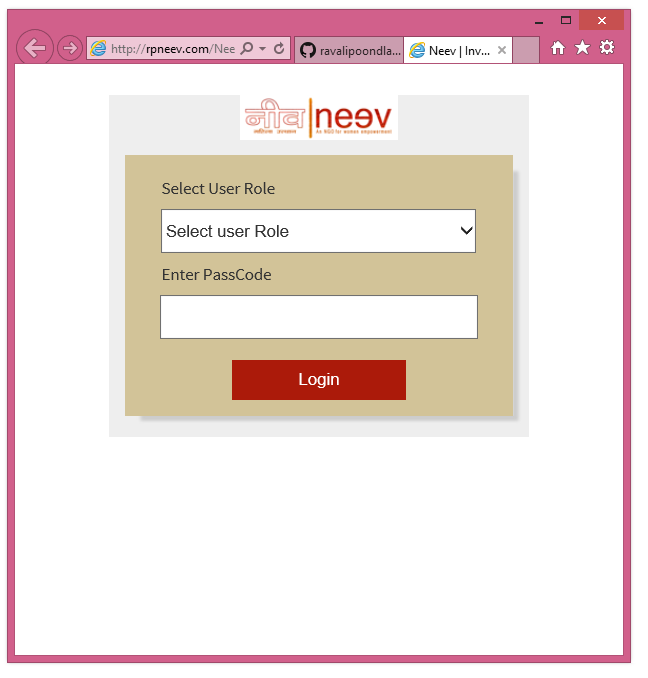 http://rpneev.com/Nee
ravalipoondla...
Neev | Inv...
नीव neev
An NGO for women empowerment
Select User Role
Select user Role
Enter PassCode
Login